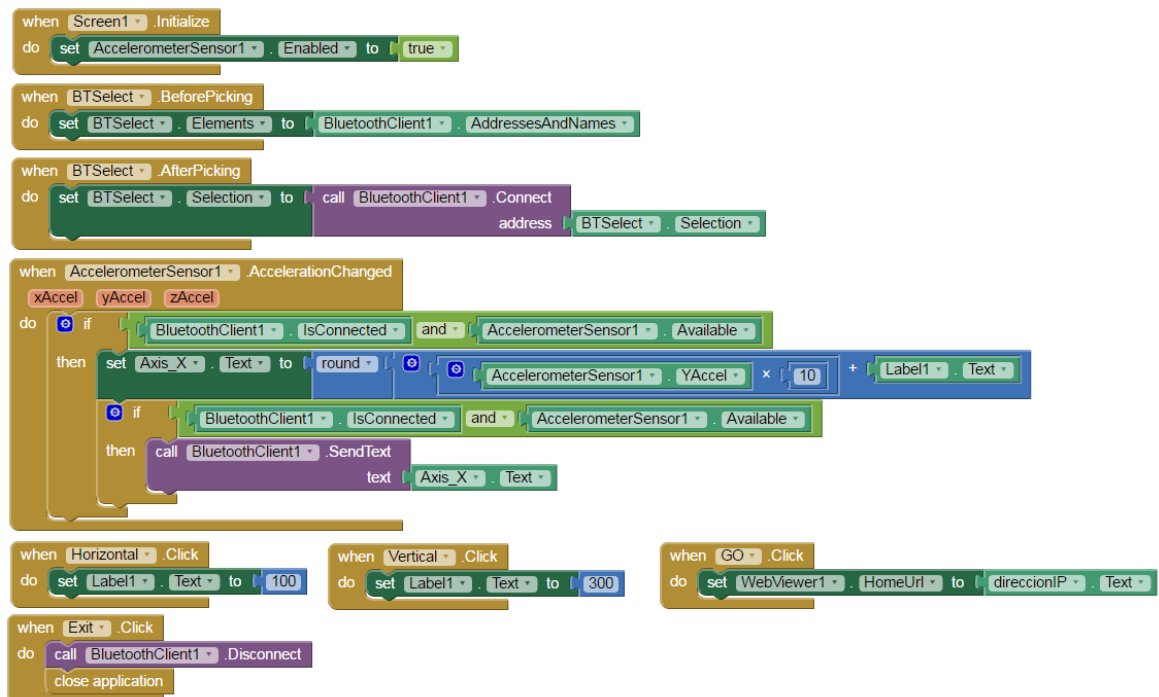 when Screen1 .Initialize
do set AccelerometerSensor1 . Enabled to true
when BTSelect .BeforePicking
do set BTSelect . Elements to BluetoothClient1 . AddressesAndNames
when BTSelect .AfterPicking
do set BTSelect . Selection to call BluetoothClient1 .Connect
address BTSelect . Selection
when AccelerometerSensor1 .AccelerationChanged
xAccel yAccel zAccel
do if BluetoothClient1 . IsConnected and AccelerometerSensor1 . Available
then set Axis_X . Text to round AccelerometerSensor1 . YAccel × 10 + Label1 . Text
if BluetoothClient1 . IsConnected and AccelerometerSensor1 . Available
then call BluetoothClient1 .SendText
text Axis_X . Text
when Horizontal .Click
do set Label1 . Text to 100
when Vertical .Click
do set Label1 . Text to 300
when GO .Click
do set WebViewer1 . HomeUrl to direccionIP . Text
when Exit .Click
do call BluetoothClient1 .Disconnect
close application